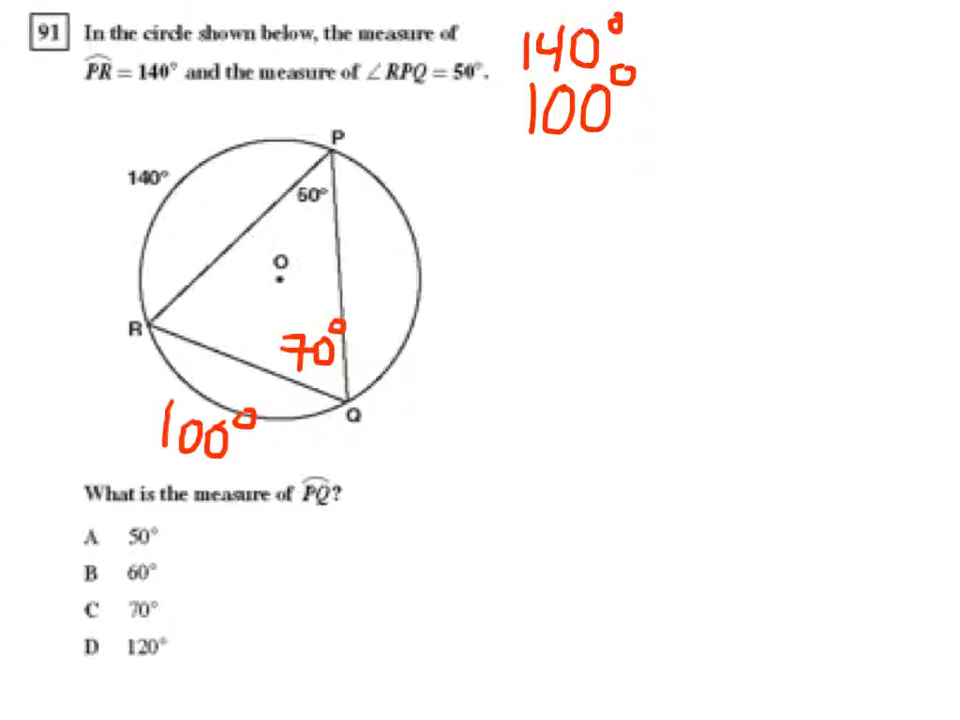 91 In the circle shown below, the measure of
PR = 140° and the measure of ∠RPQ = 50°.
140°
100°
P
140°
50°
O
R
70°
Q
100°
What is the measure of PQ?
A 50°
B 60°
C 70°
D 120°